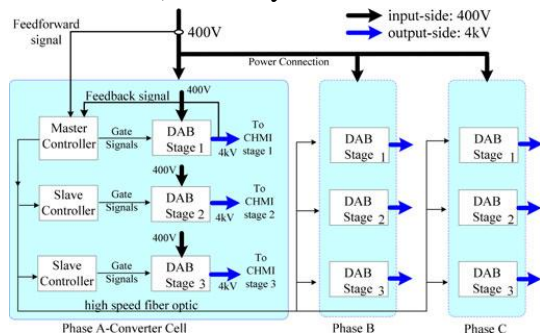 Feedforward
signal
400V
input-side: 400V
output-side: 4kV
Power Connection
Feedback signal
400V
Master
Controller
Gate
Signals
DAB
Stage 1
4kV
To
CHMI
stage 1
400V
Slave
Controller
Gate
Signals
DAB
Stage 2
4kV
To
CHMI
stage 2
400V
Slave
Controller
Gate
Signals
DAB
Stage 3
4kV
To
CHMI
stage 3
high speed fiber optic
Phase A-Converter Cell
DAB
Stage 1
DAB
Stage 2
DAB
Stage 3
Phase B
DAB
Stage 1
DAB
Stage 2
DAB
Stage 3
Phase C